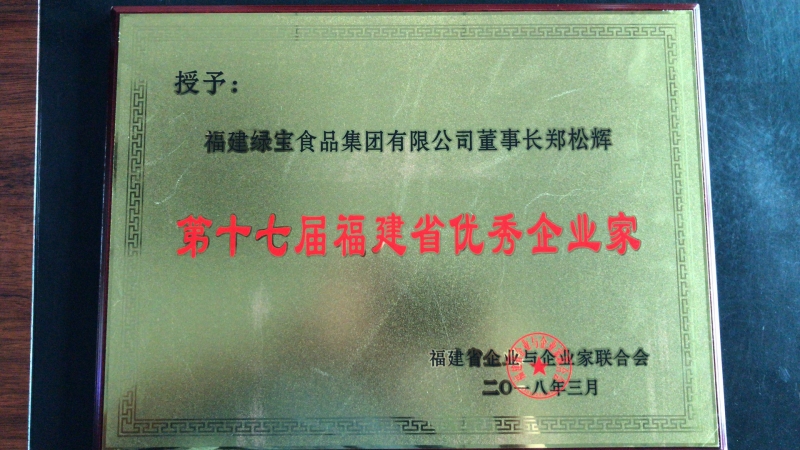 授予：
福建绿宝食品集团有限公司董事长郑松辉
第十七届福建省优秀企业家
福建省企业与企业家联合会
二〇一八年三月